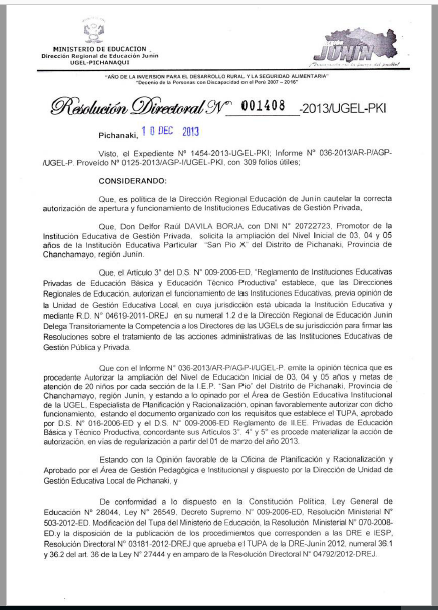 MINISTERIO DE EDUCACION
Dirección Regional de Educación Junín
UGEL-PICHANAQUI
JUNÍN
"AÑO DE LA INVERSION PARA EL DESARROLLO RURAL, Y LA SEGURIDAD ALIMENTARIA"
"Decenio de la Personas con Discapacidad en el Perú 2007 – 2016"
Resolución Directoral N° 001408 -2013/UGEL-PKI
Pichanaki, 10 DEC 2013
Visto, el Expediente N° 1454-2013-UG-EL-PKI; Informe N° 036-2013/AR-P/AGP-
/UGEL-P. Proveído N° 0125-2013/AGP-I/UGEL-PKI, con 309 folios útiles;
CONSIDERANDO:
Que, es politica de la Dirección Regional de Educación de Junín cautelar la correcta
autorización de apertura y funcionamiento de Instituciones Educativas de Gestión Privada,
Que, Don Delfor Raúl DAVILA BORJA, con DNI N° 20722723, Promotor de la
Institución Educativa de Gestión Privada, solicita la ampliación del Nivel Inicial de 03, 04 y 05
años de la Institución Educativa Particular "San Pio X" del Distrito de Pichanaki, Provincia de
Chanchamayo, región Junín.
Que, el Artículo 3° del D.S. N° 009-2006-ED, "Reglamento de Instituciones Educativas
Privadas de Educación Básica y Educación Técnico Productiva" establece, que las Direcciones
Regionales de Educación, autorizan el funcionamiento de las Instituciones Educativas, previa opinión de
la Unidad de Gestión Educativa Local, en cuya jurisdicción está ubicada la Institución Educativa y
mediante R.D. N° 04619-2011-DREJ en su numeral 1.2 de la Dirección Regional de Educación Junín
Delega Transitoriamente la Competencia a los Directores de las UGELs de su jurisdicción para firmar las
Resoluciones sobre el tratamiento de las acciones administrativas de las Instituciones Educativas de
Gestión Pública y Privada.
Que con el Informe N° 036-2013/AR-P/AG-P-I/UGEL-P, emite la opinión técnica que es
procedente Autorizar la ampliación del Nivel de Educación Inicial de 03, 04 y 05 años y metas de
atención de 20 niños por cada sección de la I.E.P. "San Pio" del Distrito de Pichanaki, Provincia de
Chanchamayo, región Junín, y estando a lo opinado por el Área de Gestión Educativa Institucional
de la UGEL, Especialista de Planificación y Racionalización, opinan favorablemente autorizar con dicho
funcionamiento, estando el documento organizado con los requisitos que establece el TUPA, aprobado
por D.S. N° 016-2006-ED y el D.S. N° 009-2006-ED Reglamento de II.EE. Privadas de Educación
Básica y Técnico Productiva, concordante sus Artículos 3°, 4° y 5° es procede materializar la acción de
autorización, en vías de regularización a partir del 01 de marzo del año 2013.
Estando con la Opinión favorable de la Oficina de Planificación y Racionalización y
Aprobado por el Área de Gestión Pedagógica e Institucional y dispuesto por la Dirección de Unidad de
Gestión Educativa Local de Pichanaki, y
De conformidad a lo dispuesto en la Constitución Política, Ley General de
Educación N° 28044, Ley N° 26549, Decreto Supremo N° 009-2006-ED, Resolución Ministerial N°
503-2012-ED. Modificación del Tupa del Ministerio de Educación, la Resolución Ministerial N° 070-2008-
ED.y la disposición de la publicación de los procedimientos que corresponden a las DRE e IESP,
Resolución Directoral N° 03181-2012-DREJ que aprueba el TUPA de la DRE-Junín 2012, numeral 36.1
y 36.2 del art. 36 de la Ley N° 27444 y en amparo de la Resolución Directoral N° 04792/2012-DREJ.